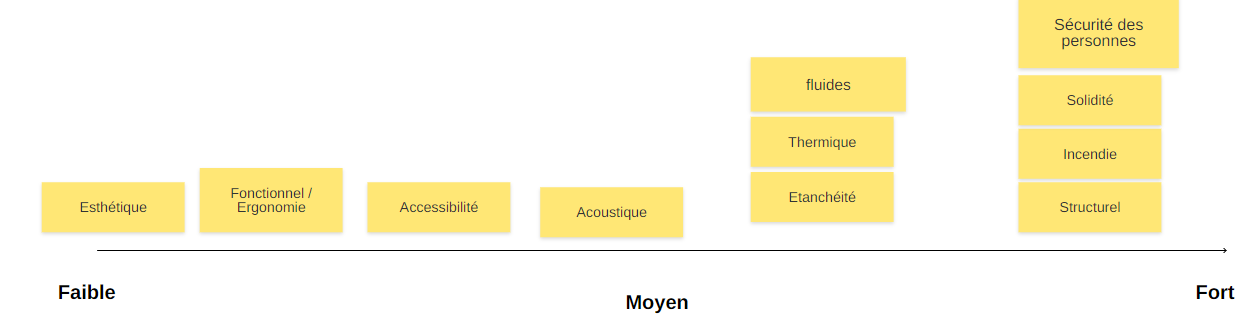 Sécurité des
personnes
fluides
Solidité
Thermique
Incendie
Esthétique
Fonctionnel /
Ergonomie
Accessibilité
Acoustique
Etanchéité
Structurel
Faible
Moyen
Fort